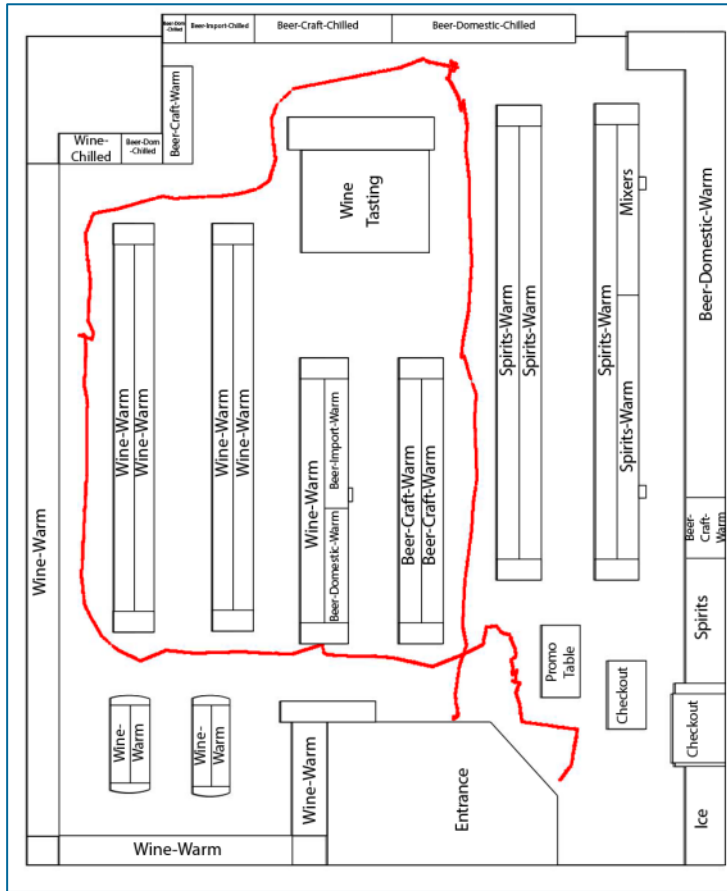 Beer-Dom
-Chilled
Beer-Import-Chilled
Beer-Craft-Chilled
Beer-Domestic-Chilled
Beer-Craft-Warm
Wine-
Chilled
Beer-Dom
-Chilled
Wine
Tasting
Mixers
Beer-Domestic-Warm
Wine-Warm
Wine-Warm
Wine-Warm
Wine-Warm
Wine-Warm
Beer-Import-Warm
Beer-Domestic-Warm
Beer-Craft-Warm
Beer-Craft-Warm
Spirits-Warm
Spirits-Warm
Spirits-Warm
Spirits-Warm
Wine-Warm
Beer-
Craft-
Warm
Spirits
Promo
Table
Checkout
Checkout
Wine-
Warm
Wine-
Warm
Wine-Warm
Entrance
Ice
Wine-Warm